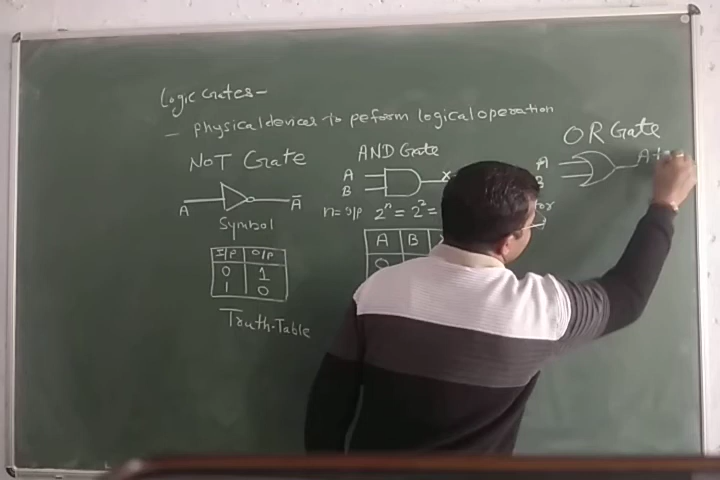 Logic Gates-
- Physical devices to peform logical operation
NOT Gate
A Ā
Symbol
I/P O/P
0 1
1 0
Truth-Table
AND Gate
A
B
2ⁿ = 2² =
A B
OR Gate
A
B